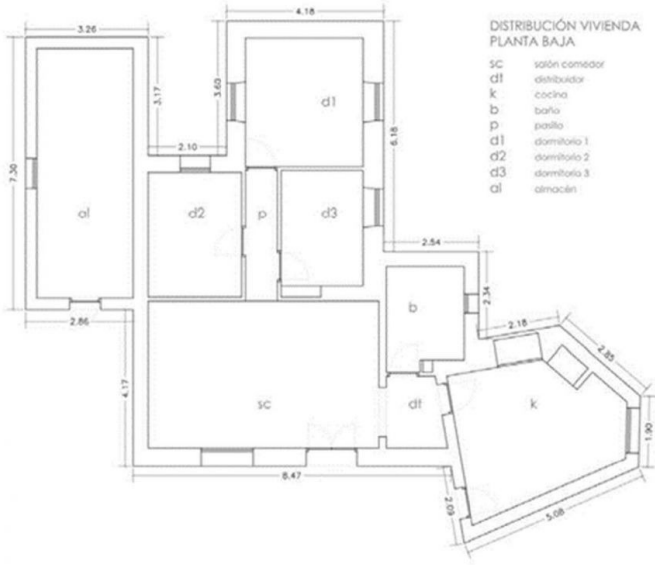 DISTRIBUCIÓN VIVIENDA
PLANTA BAJA
sc salón comedor
dt distribuidor
k cocina
b baño
p pasillo
d1 dormitorio 1
d2 dormitorio 2
d3 dormitorio 3
al almacén
4.18
3.26
3.17
3.60
d1
6.18
2.10
7.30
al
d2
p
d3
2.54
2.34
b
2.18
2.85
2.86
4.17
sc
dt
k
1.90
8.47
2.09
5.08